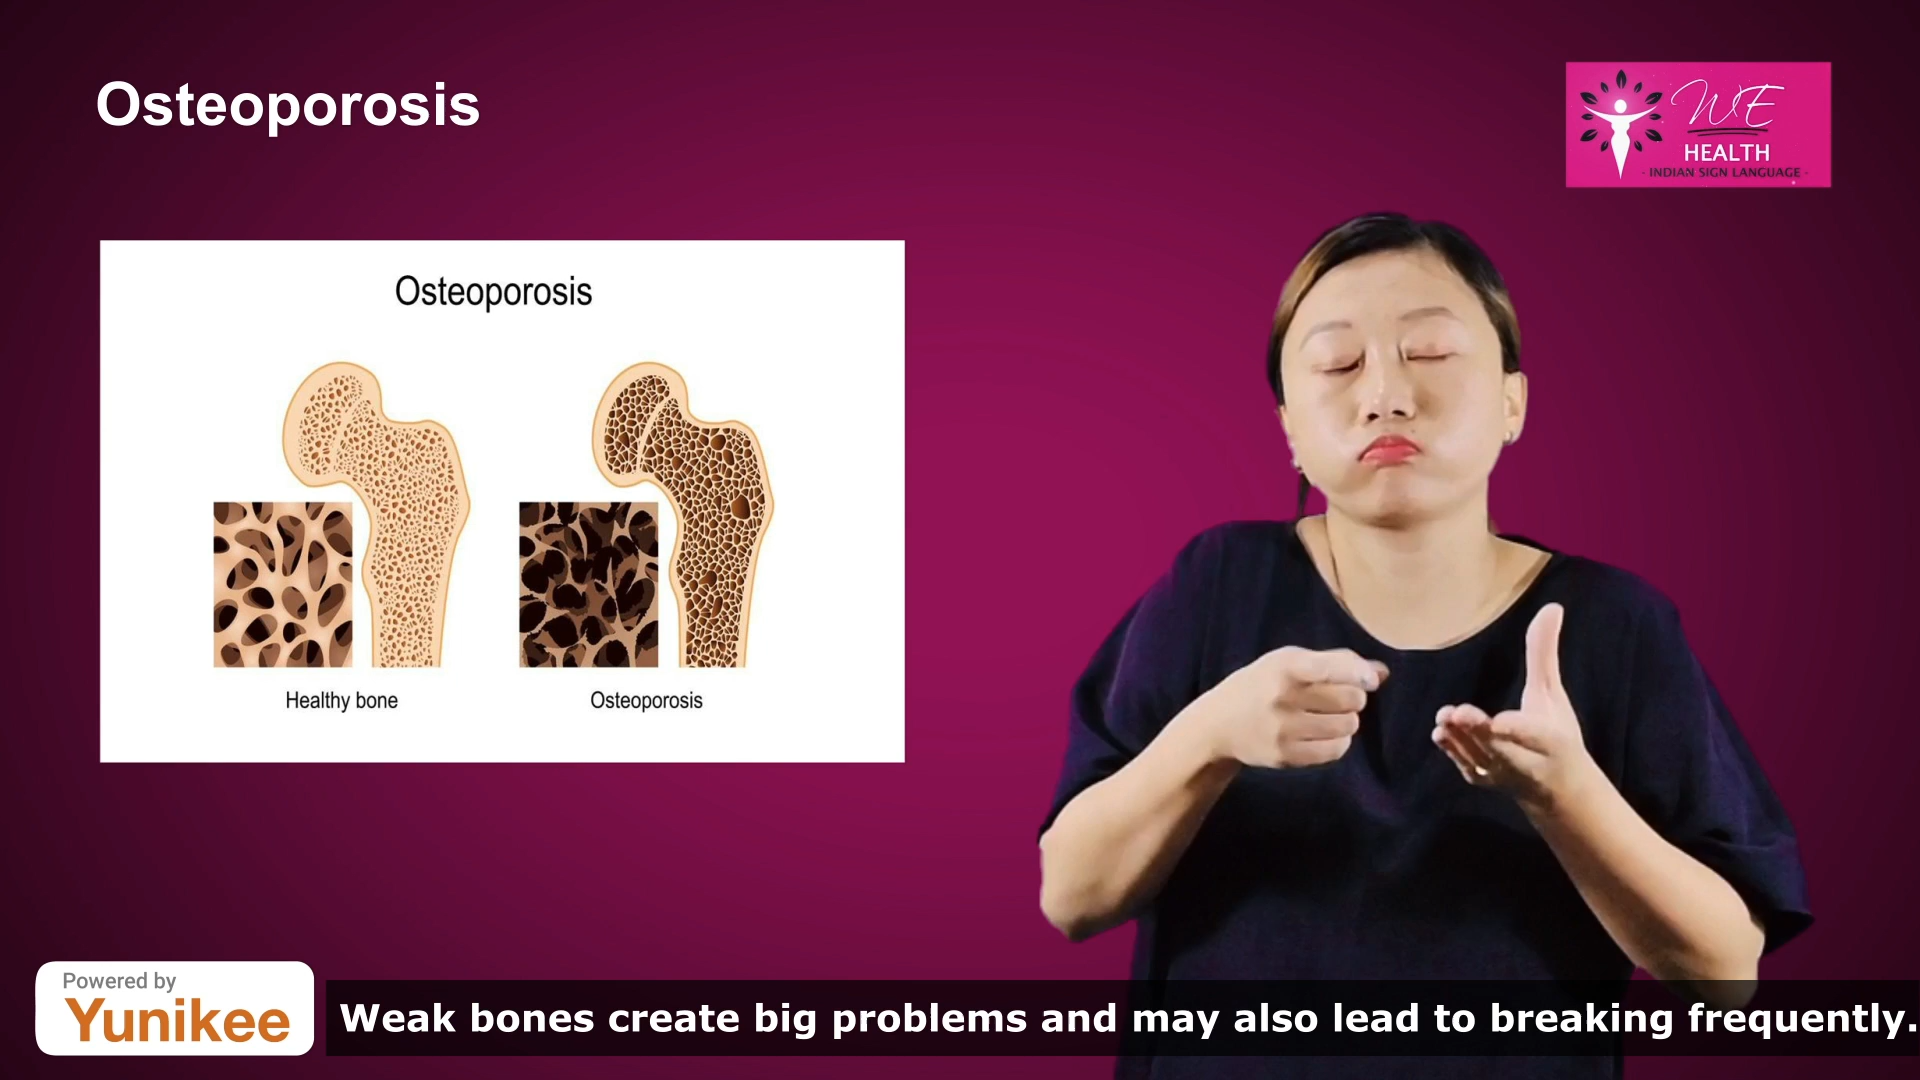 Osteoporosis
WE
HEALTH
- INDIAN SIGN LANGUAGE -
Osteoporosis
Healthy bone
Osteoporosis
Powered by
Yunikee
Weak bones create big problems and may also lead to breaking frequently.